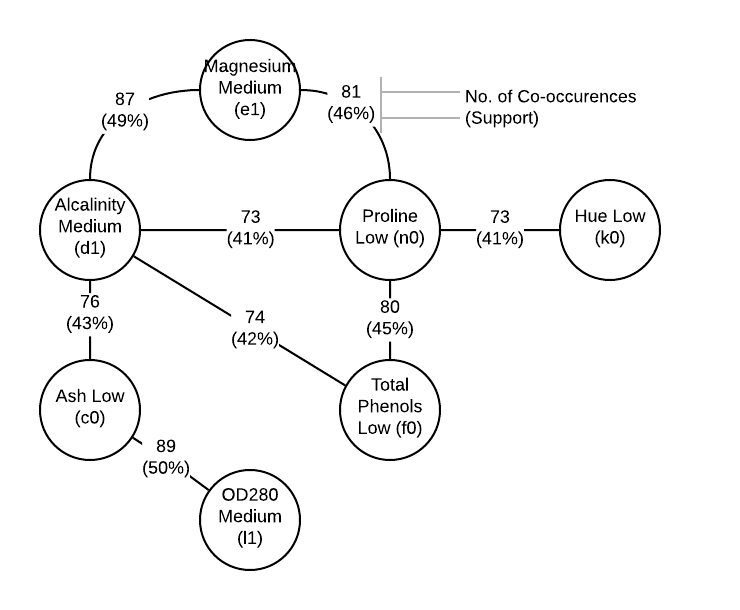 Magnesium
Medium
(e1)
87
(49%)
81
(46%)
No. of Co-occurences
(Support)
Alcalinity
Medium
(d1)
73
(41%)
Proline
Low (n0)
73
(41%)
Hue Low
(k0)
76
(43%)
74
(42%)
80
(45%)
Ash Low
(c0)
Total
Phenols
Low (f0)
89
(50%)
OD280
Medium
(l1)